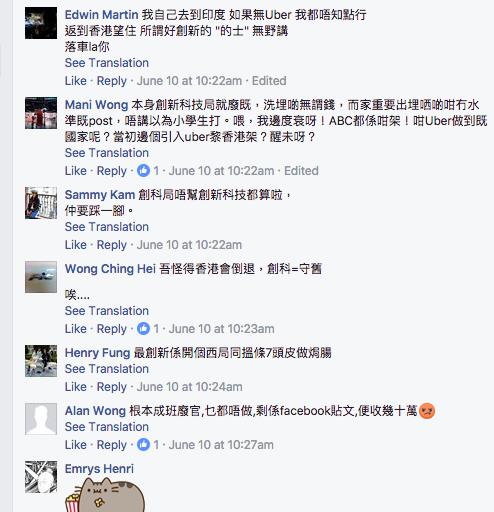 Edwin Martin 我自己去到印度 如果無Uber 我都唔知點行
返到香港望住 所謂好創新的 "的士" 無野講
落車la你
See Translation
Like · Reply · June 10 at 10:22am · Edited
Mani Wong 本身創新科技局就廢既，洗埋啲無謂錢，而家重要出埋哂啲咁冇水
準既post，唔講以為小學生打。喂，我邊度衰呀！ABC都係咁架！咁Uber做到既
國家呢？當初邊個引入uber黎香港架？醒未呀？
See Translation
Like · Reply · 1 · June 10 at 10:22am · Edited
Sammy Kam 創科局唔幫創新科技都算啦，
仲要踩一腳。
See Translation
Like · Reply · June 10 at 10:22am
Wong Ching Hei 吾怪得香港會倒退，創科=守舊
唉....
See Translation
Like · Reply · 1 · June 10 at 10:23am
Henry Fung 最創新係開個西局同搵條7頭皮做焗腸
See Translation
Like · Reply · June 10 at 10:24am
Alan Wong 根本成班廢官,乜都唔做,剩係facebook貼文,便收幾十萬
See Translation
Like · Reply · 1 · June 10 at 10:27am
Emrys Henri